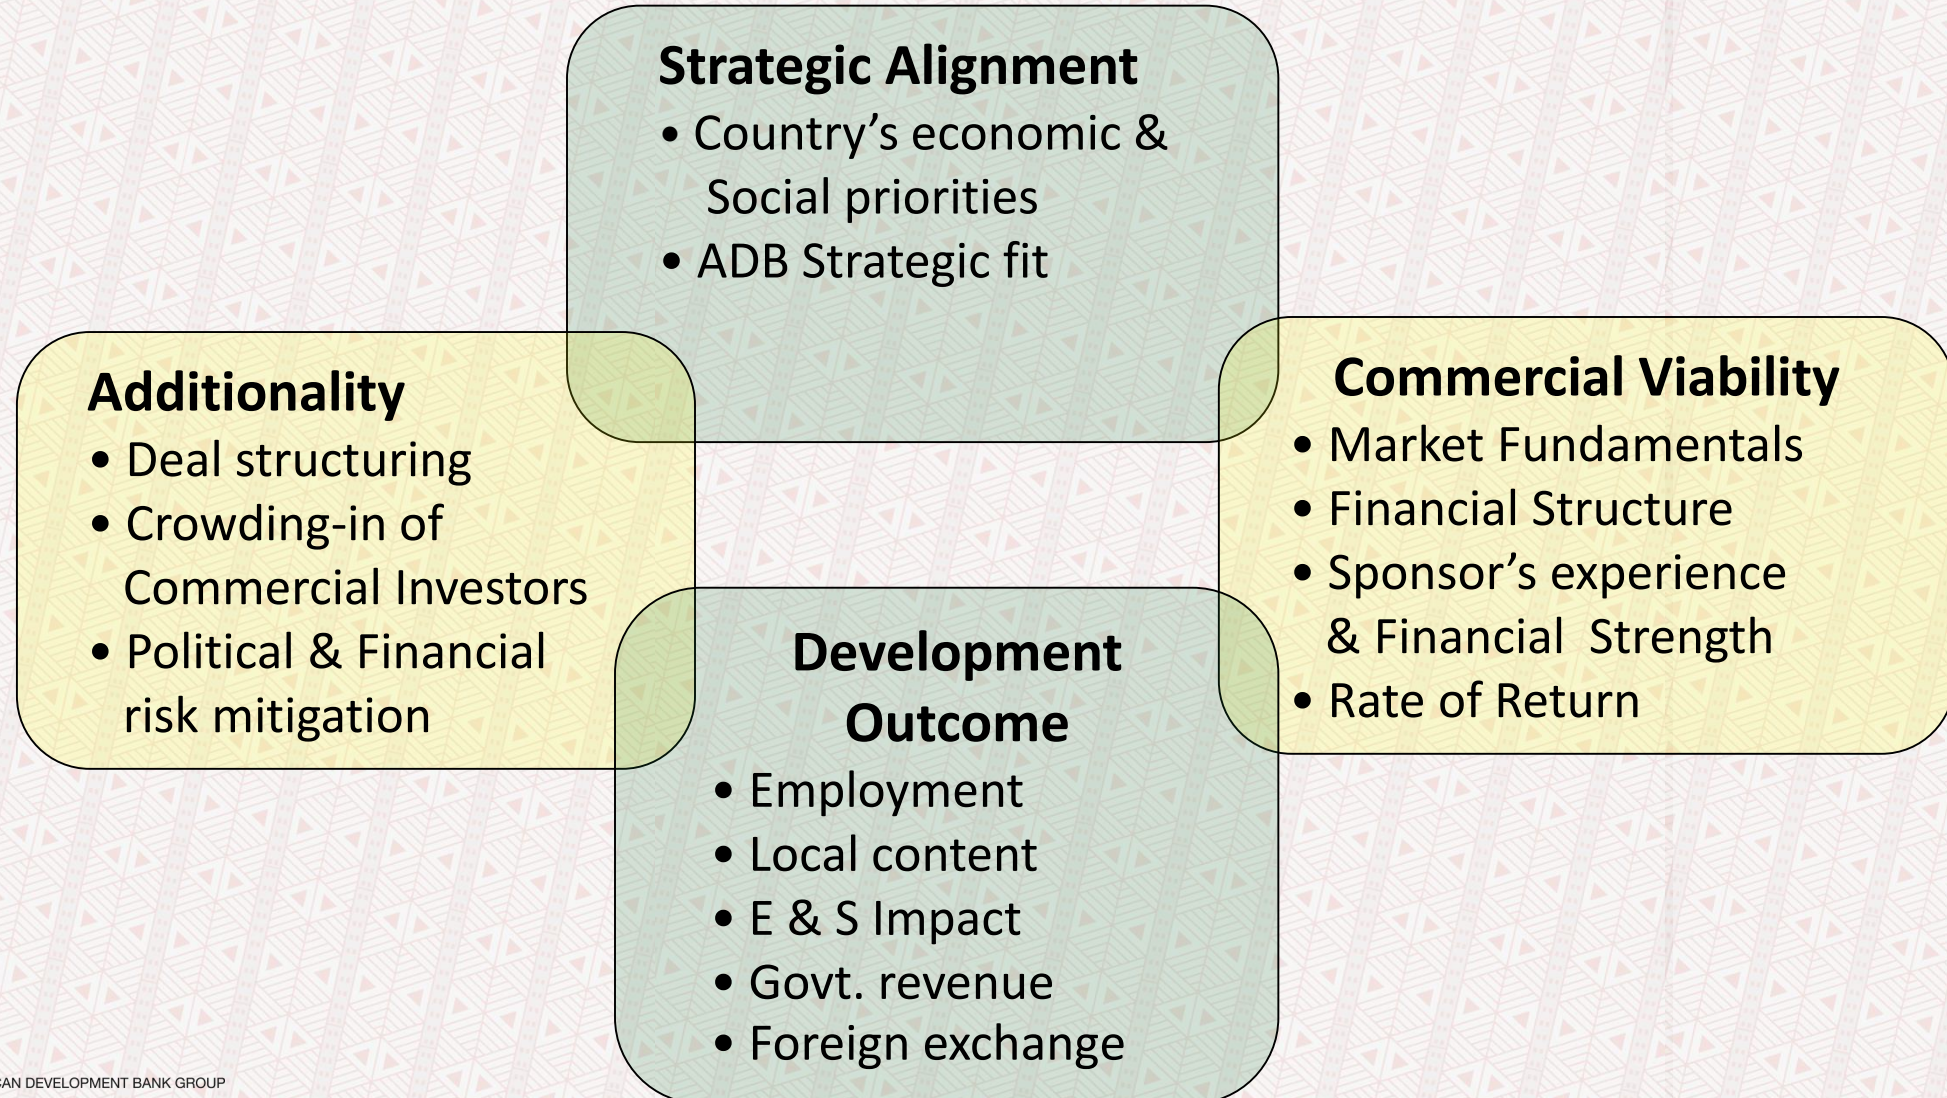 Strategic Alignment
• Country’s economic &
Social priorities
• ADB Strategic fit
Additionality
• Deal structuring
• Crowding-in of
Commercial Investors
• Political & Financial
risk mitigation
Commercial Viability
• Market Fundamentals
• Financial Structure
• Sponsor’s experience
& Financial Strength
• Rate of Return
Development
Outcome
• Employment
• Local content
• E & S Impact
• Govt. revenue
• Foreign exchange
CAN DEVELOPMENT BANK GROUP